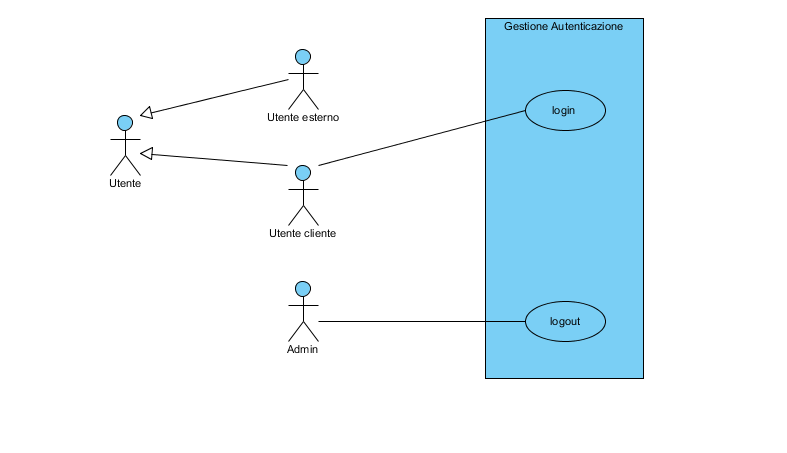 Gestione Autenticazione
login
Utente esterno
Utente
Utente cliente
logout
Admin